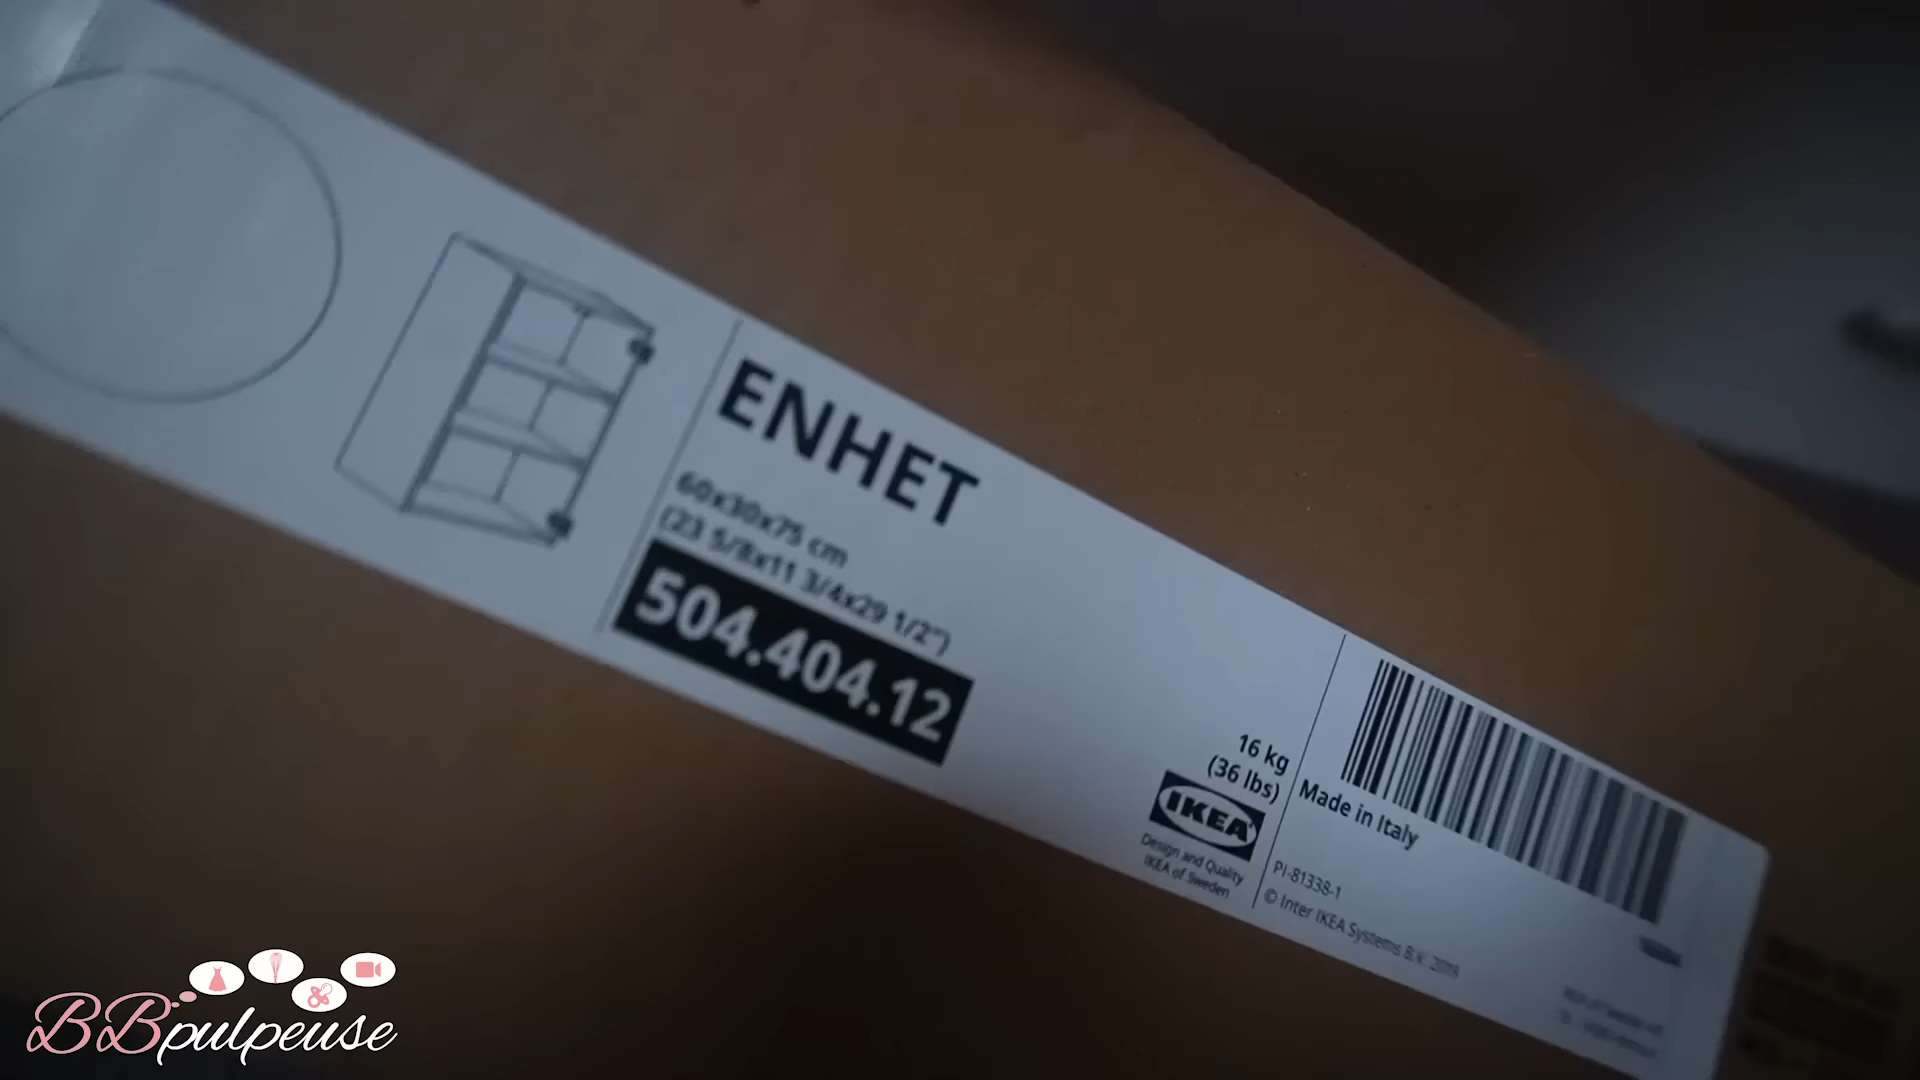 ENHET
60x30x75 cm
(23 5/8x11 3/4x29 1/2")
504.404.12
16 kg
(36 lbs)
IKEA
Design and Quality
IKEA of Sweden
Made in Italy
PI-81338-1
© Inter IKEA Systems B.V. 2019
BBpulpeuse